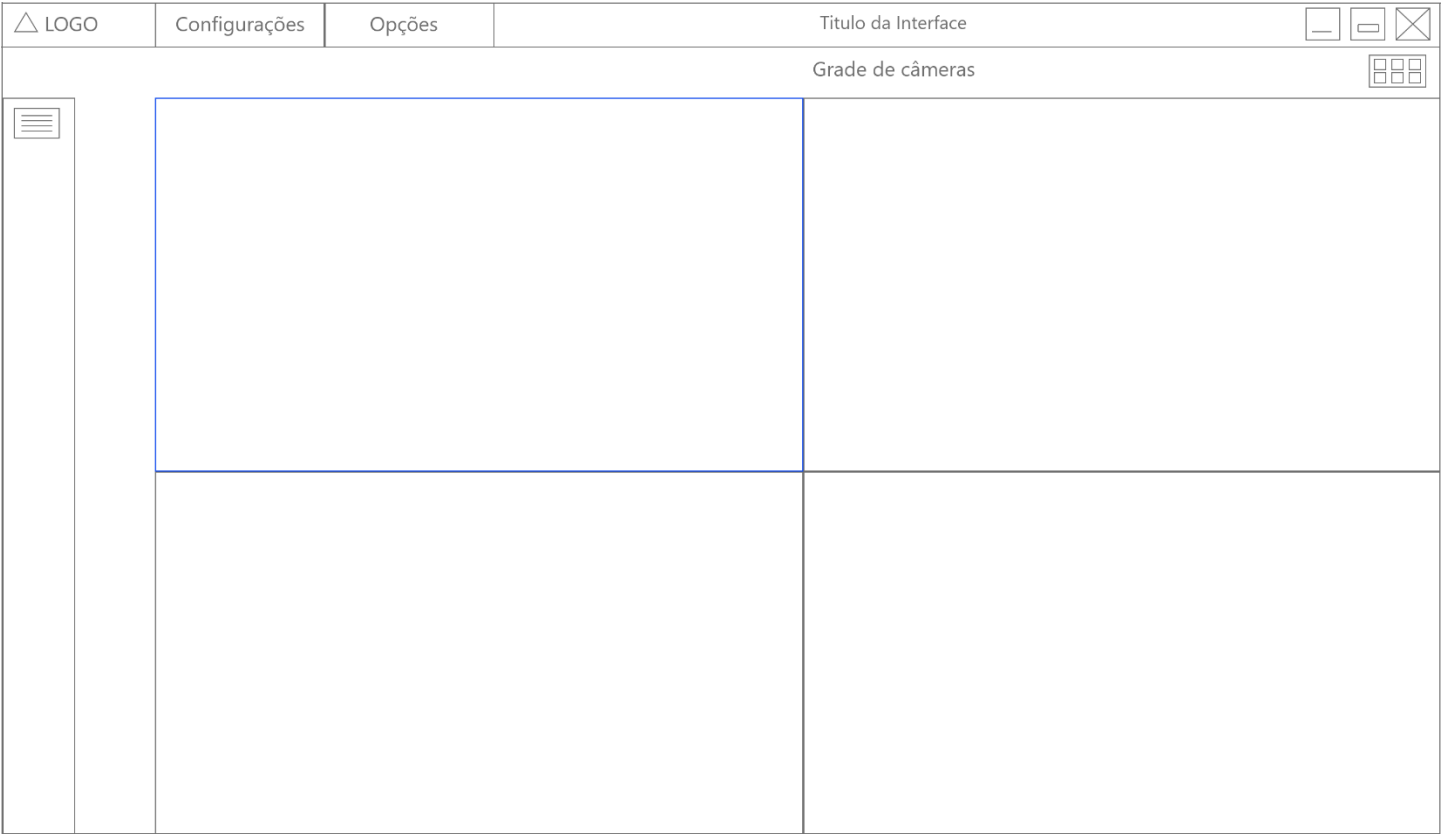 LOGO
Configurações
Opções
Titulo da Interface
Grade de câmeras